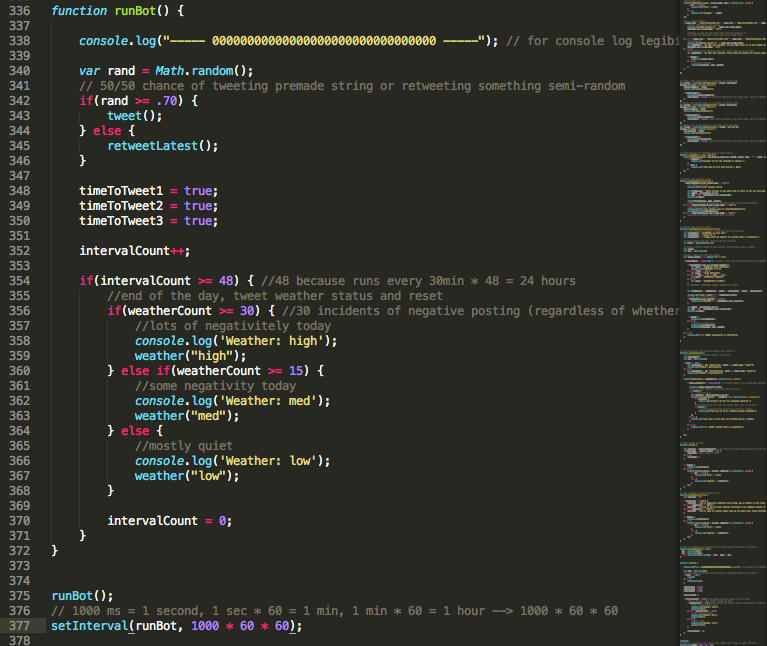 336 function runBot() {
337
338 console.log("----- 00000000000000000000000000000000 -----"); // for console log legibi
339
340 var rand = Math.random();
341 // 50/50 chance of tweeting premade string or retweeting something semi-random
342 if(rand >= .70) {
343 tweet();
344 } else {
345 retweetLatest();
346 }
347
348 timeToTweet1 = true;
349 timeToTweet2 = true;
350 timeToTweet3 = true;
351
352 intervalCount++;
353
354 if(intervalCount >= 48) { //48 because runs every 30min * 48 = 24 hours
355 //end of the day, tweet weather status and reset
356 if(weatherCount >= 30) { //30 incidents of negative posting (regardless of whether
357 //lots of negativitely today
358 console.log('Weather: high');
359 weather("high");
360 } else if(weatherCount >= 15) {
361 //some negativity today
362 console.log('Weather: med');
363 weather("med");
364 } else {
365 //mostly quiet
366 console.log('Weather: low');
367 weather("low");
368 }
369
370 intervalCount = 0;
371 }
372 }
373
374
375 runBot();
376 // 1000 ms = 1 second, 1 sec * 60 = 1 min, 1 min * 60 = 1 hour --> 1000 * 60 * 60
377 setInterval(runBot, 1000 * 60 * 60);
378